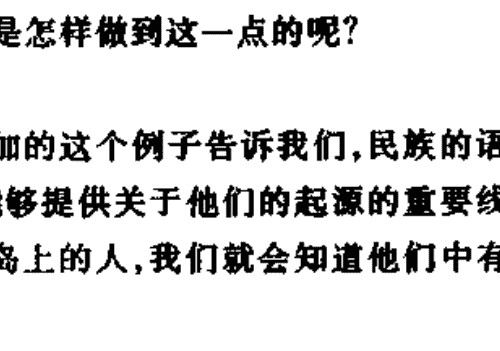 是怎样做到这一点的呢?
加的这个例子告诉我们,民族的语
够提供关于他们的起源的重要线
岛上的人,我们就会知道他们中有